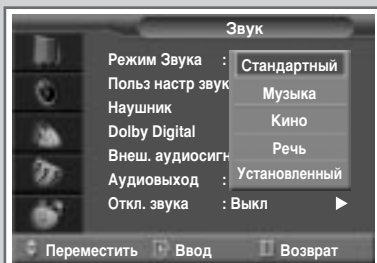 Звук
Режим Звука :
Стандартный
Польз настр звук
Музыка
Наушник
Кино
Dolby Digital
Речь
Внеш. аудиосигн
Установленный
Аудиовыход :
Откл. звука : Выкл
Переместить Ввод Возврат